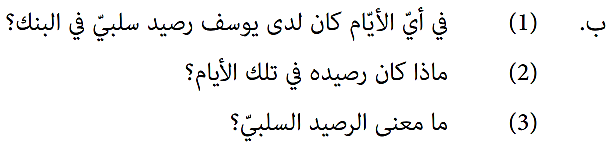 ب. (1) في أيّ الأيّام كان لدى يوسف رصيد سلبيّ في البنك؟
(2) ماذا كان رصيده في تلك الأيام؟
(3) ما معنى الرصيد السلبيّ؟